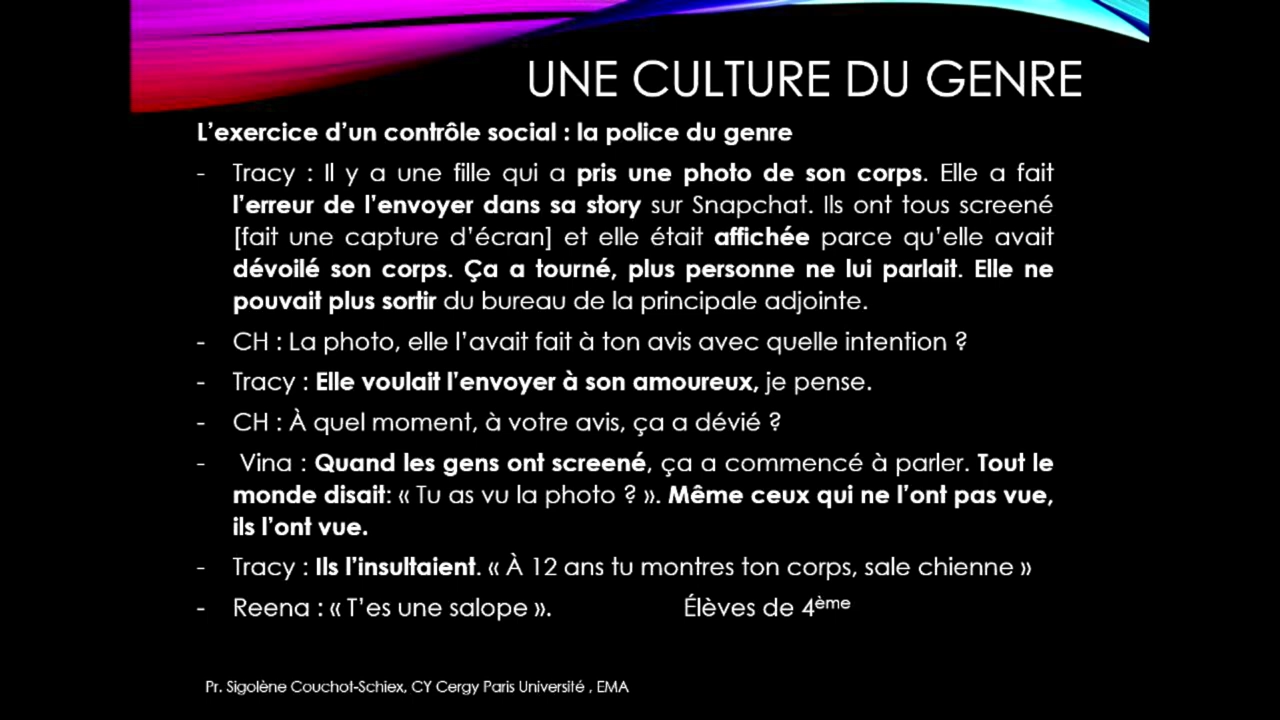 UNE CULTURE DU GENRE
L'exercice d'un contrôle social : la police du genre
- Tracy : Il y a une fille qui a pris une photo de son corps. Elle a fait
l'erreur de l'envoyer dans sa story sur Snapchat. Ils ont tous screené
[fait une capture d'écran] et elle était affichée parce qu'elle avait
dévoilé son corps. Ça a tourné, plus personne ne lui parlait. Elle ne
pouvait plus sortir du bureau de la principale adjointe.
- CH : La photo, elle l'avait fait à ton avis avec quelle intention ?
- Tracy : Elle voulait l'envoyer à son amoureux, je pense.
- CH : À quel moment, à votre avis, ça a dévié ?
- Vina : Quand les gens ont screené, ça a commencé à parler. Tout le
monde disait: « Tu as vu la photo ? ». Même ceux qui ne l'ont pas vue,
ils l'ont vue.
- Tracy : Ils l'insultaient. « À 12 ans tu montres ton corps, sale chienne »
- Reena : « T'es une salope ». Élèves de 4ème
Pr. Sigolène Couchot-Schiex, CY Cergy Paris Université , EMA